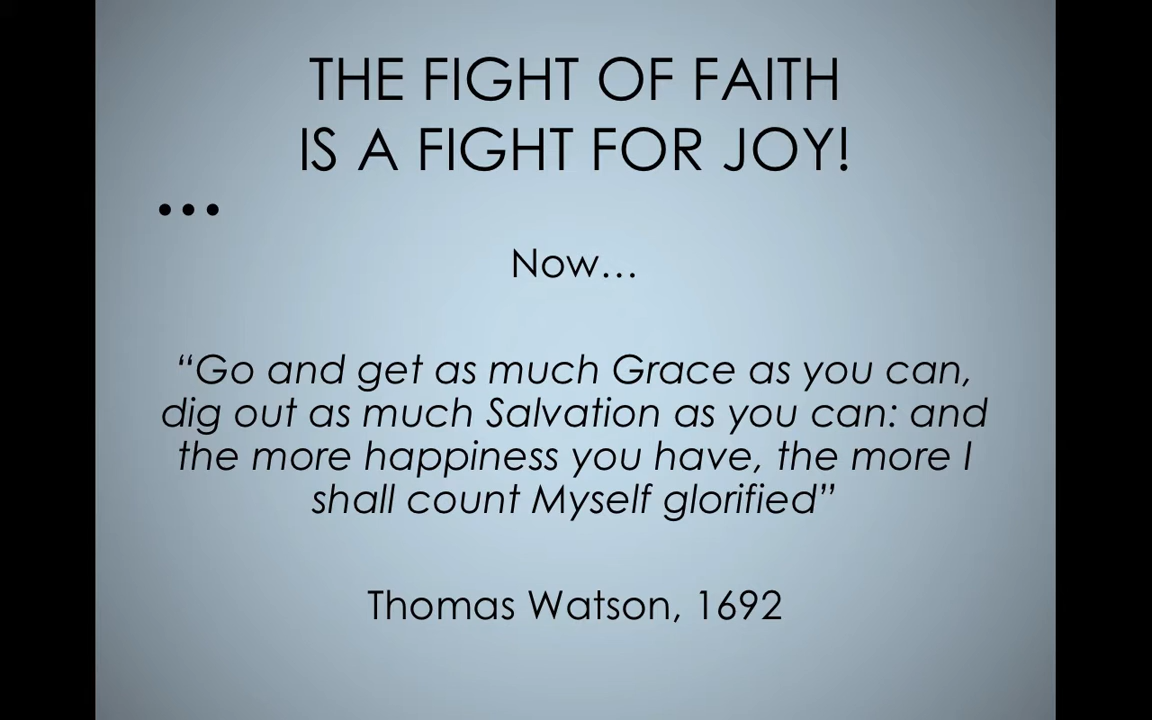 THE FIGHT OF FAITH
IS A FIGHT FOR JOY!
•••
Now…
“Go and get as much Grace as you can,
dig out as much Salvation as you can: and
the more happiness you have, the more I
shall count Myself glorified”
Thomas Watson, 1692